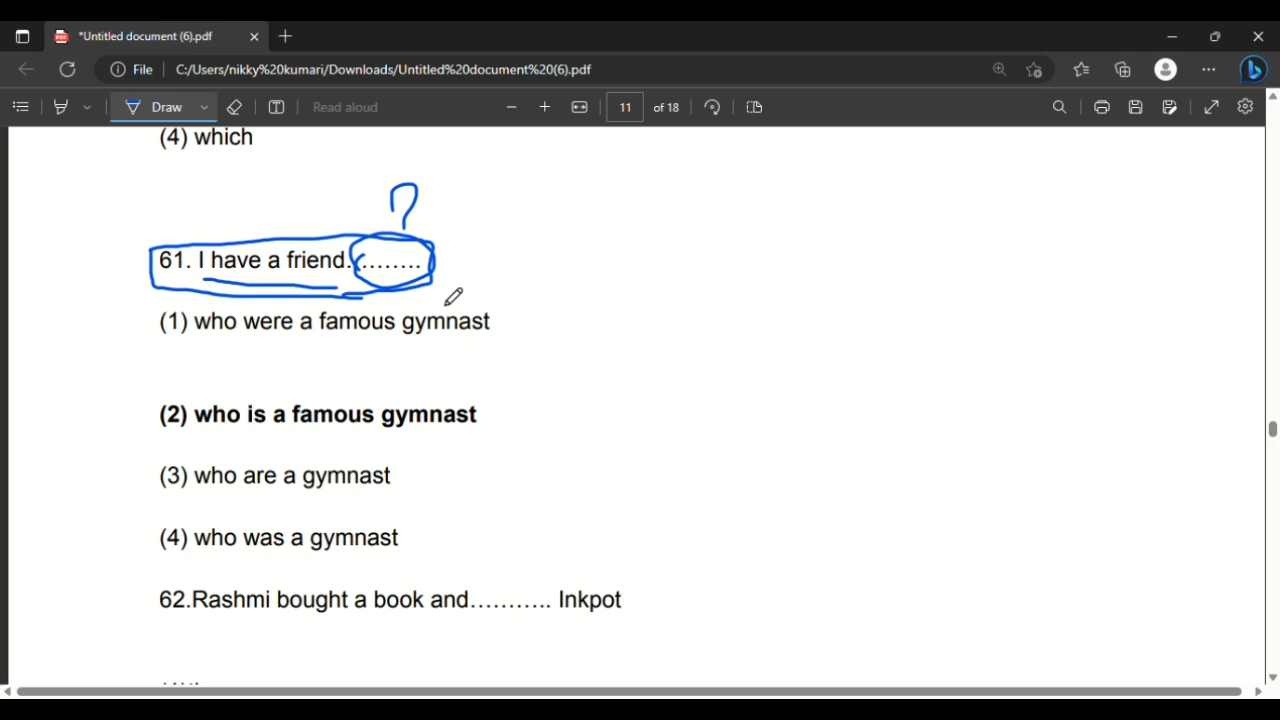 *Untitled document (6).pdf
File C:/Users/nikky%20kumari/Downloads/Untitled%20document%20(6).pdf
Draw Read aloud 11 of 18
(4) which
?
61. I have a friend.........
(1) who were a famous gymnast
(2) who is a famous gymnast
(3) who are a gymnast
(4) who was a gymnast
62.Rashmi bought a book and……….. Inkpot